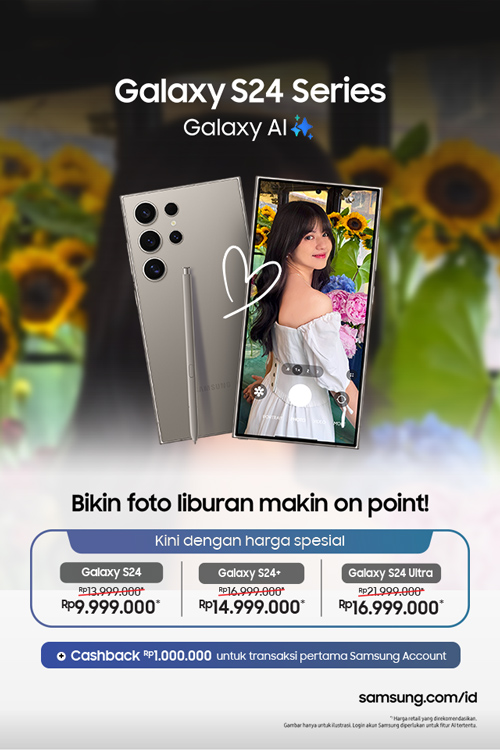 Galaxy S24 Series
Galaxy AI
SAMSUNG
1x
Bikin foto liburan makin on point!
Kini dengan harga spesial
Galaxy S24
Rp13.999.000*
Rp9.999.000*
Galaxy S24+
Rp16.999.000*
Rp14.999.000*
Galaxy S24 Ultra
Rp21.999.000*
Rp16.999.000*
Cashback Rp1.000.000 untuk transaksi pertama Samsung Account
samsung.com/id
*Harga retail yang direkomendasikan.
Gambar hanya untuk ilustrasi. Login akun Samsung diperlukan untuk fitur AI tertentu.